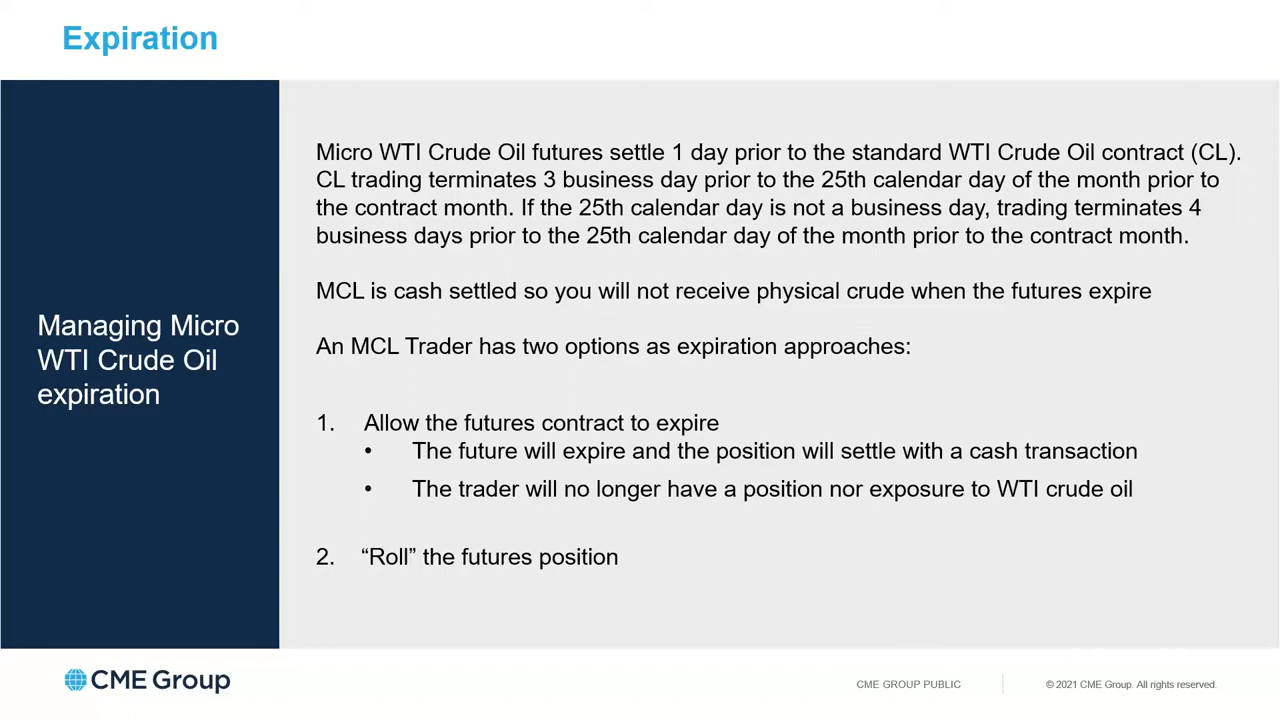 Expiration
Managing Micro
WTI Crude Oil
expiration
Micro WTI Crude Oil futures settle 1 day prior to the standard WTI Crude Oil contract (CL).
CL trading terminates 3 business day prior to the 25th calendar day of the month prior to
the contract month. If the 25th calendar day is not a business day, trading terminates 4
business days prior to the 25th calendar day of the month prior to the contract month.
MCL is cash settled so you will not receive physical crude when the futures expire
An MCL Trader has two options as expiration approaches:
1. Allow the futures contract to expire
• The future will expire and the position will settle with a cash transaction
• The trader will no longer have a position nor exposure to WTI crude oil
2. “Roll” the futures position
CME Group
CME GROUP PUBLIC
© 2021 CME Group. All rights reserved.